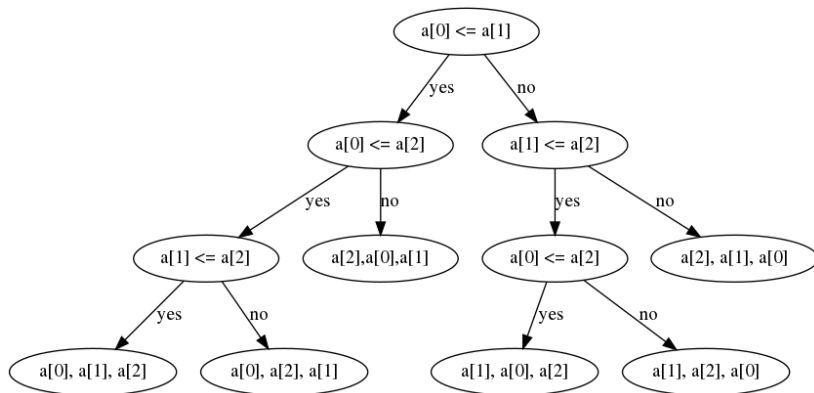 a[0] <= a[1]
yes
no
a[0] <= a[2]
a[1] <= a[2]
yes
no
yes
no
a[1] <= a[2]
a[2],a[0],a[1]
a[0] <= a[2]
a[2], a[1], a[0]
yes
no
yes
no
a[0], a[1], a[2]
a[0], a[2], a[1]
a[1], a[0], a[2]
a[1], a[2], a[0]